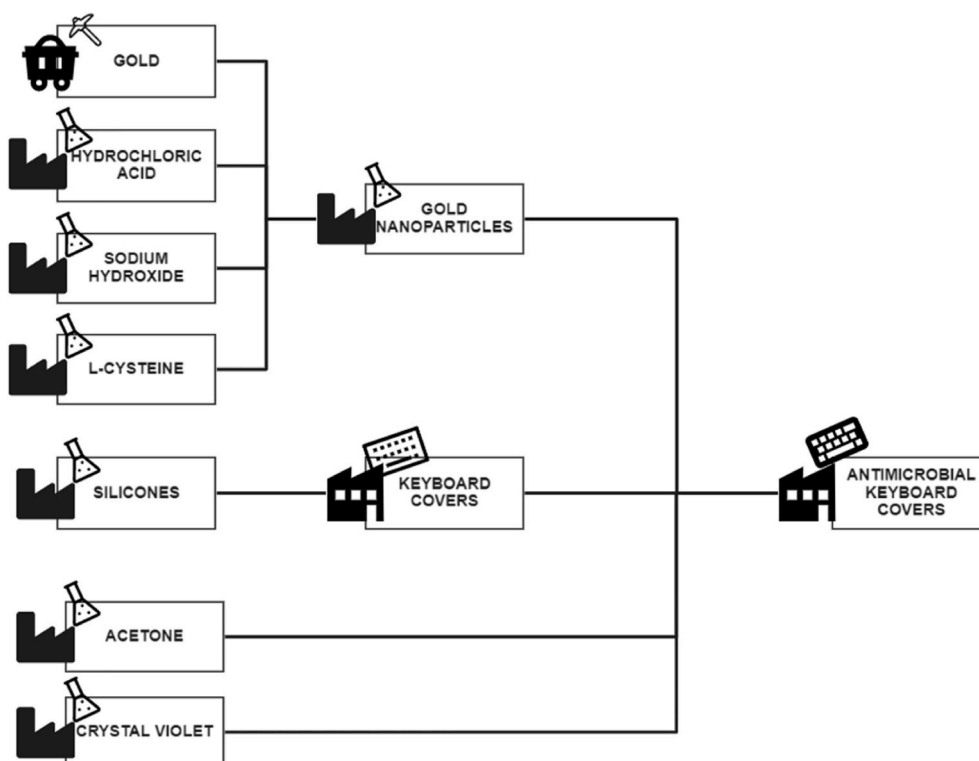 GOLD
HYDROCHLORIC
ACID
GOLD
NANOPARTICLES
SODIUM
HYDROXIDE
L-CYSTEINE
SILICONES
KEYBOARD
COVERS
ANTIMICROBIAL
KEYBOARD
COVERS
ACETONE
CRYSTAL VIOLET